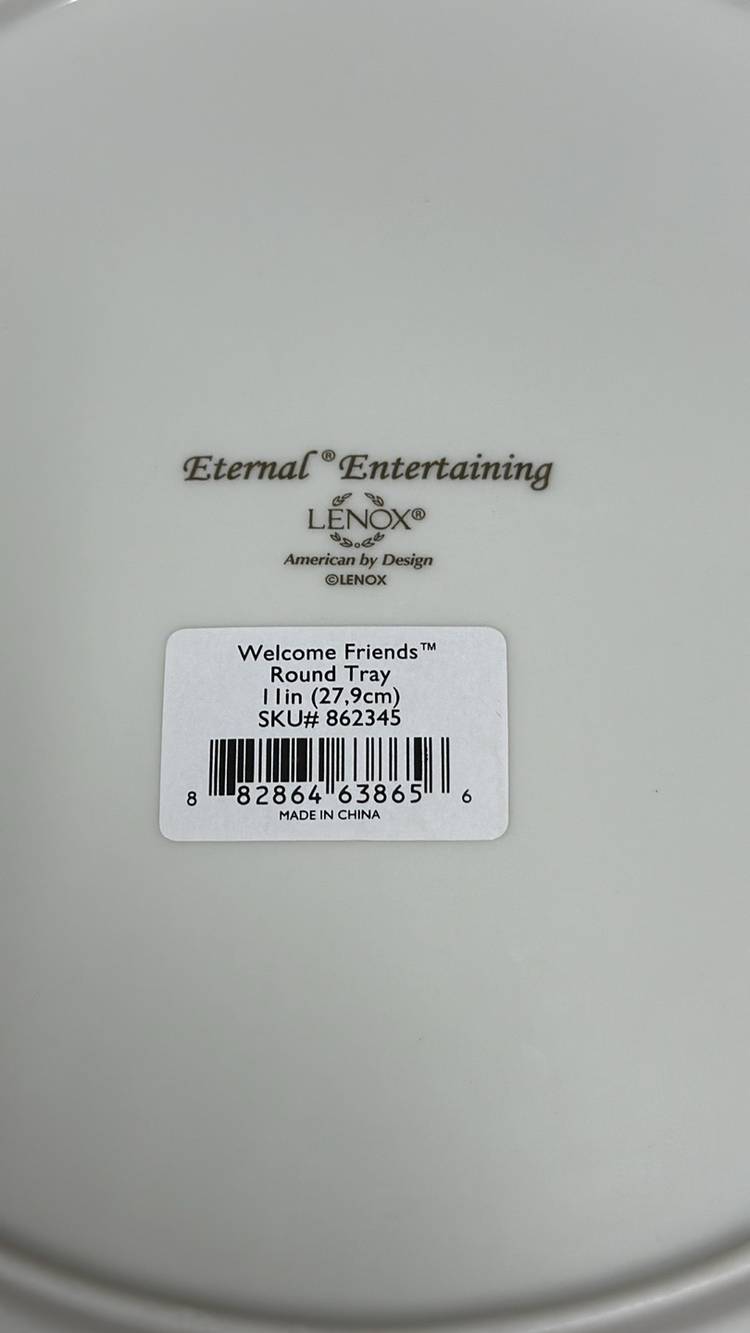 Eternal® Entertaining
LENOX®
American by Design
©LENOX
Welcome Friends™
Round Tray
11in (27,9cm)
SKU# 862345
8 82864 63865 6
MADE IN CHINA